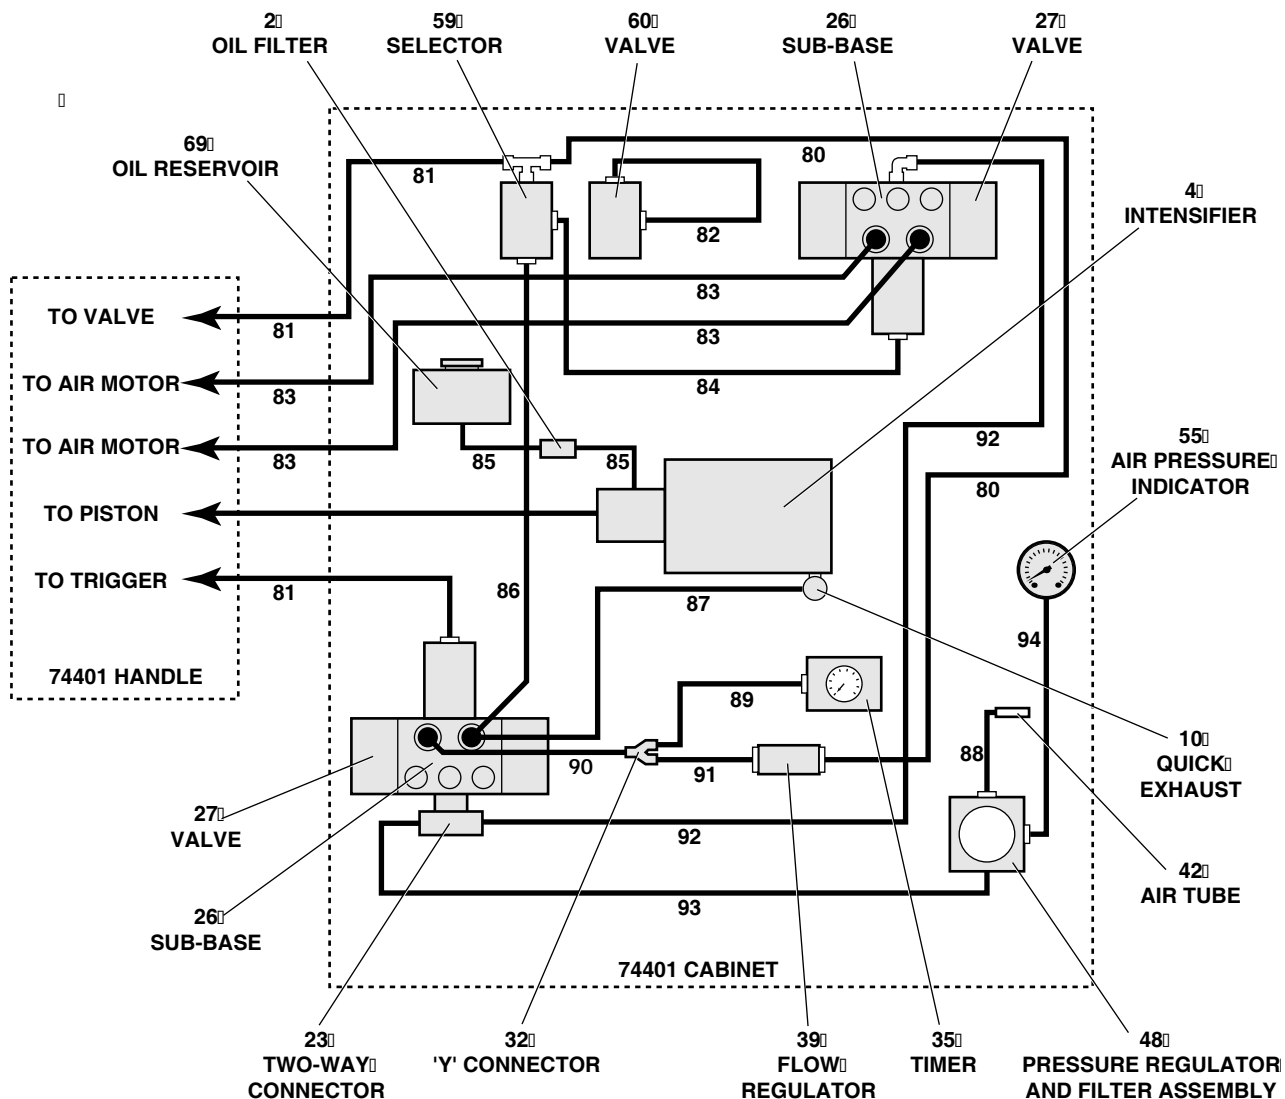 2
OIL FILTER
59
SELECTOR
60
VALVE
26
SUB-BASE
27
VALVE
69
OIL RESERVOIR
81
80
4
INTENSIFIER
82
83
TO VALVE
81
83
84
TO AIR MOTOR
83
92
TO AIR MOTOR
83
85
85
80
55
AIR PRESSURE
INDICATOR
TO PISTON
TO TRIGGER
81
86
87
94
74401 HANDLE
89
88
10
QUICK
EXHAUST
90
91
27
VALVE
92
42
AIR TUBE
93
26
SUB-BASE
74401 CABINET
23
TWO-WAY
CONNECTOR
32
'Y' CONNECTOR
39
FLOW
REGULATOR
35
TIMER
48
PRESSURE REGULATOR
AND FILTER ASSEMBLY